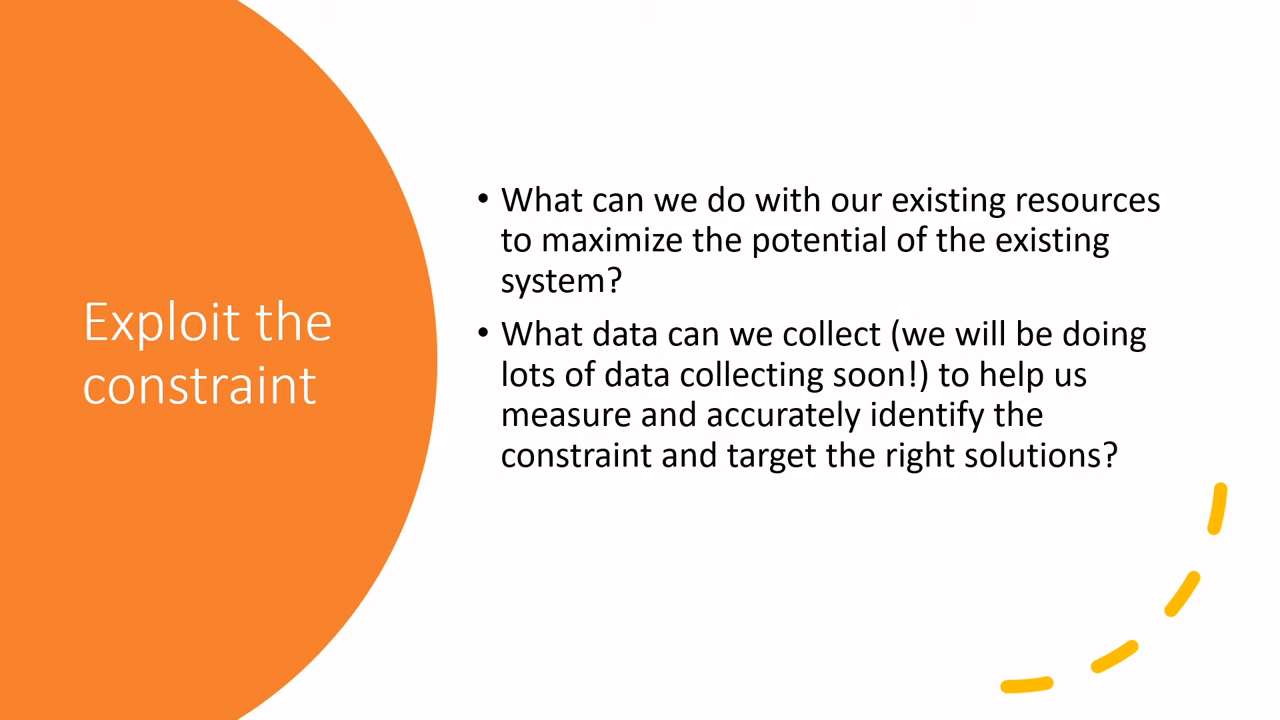 Exploit the
constraint
• What can we do with our existing resources
to maximize the potential of the existing
system?
• What data can we collect (we will be doing
lots of data collecting soon!) to help us
measure and accurately identify the
constraint and target the right solutions?